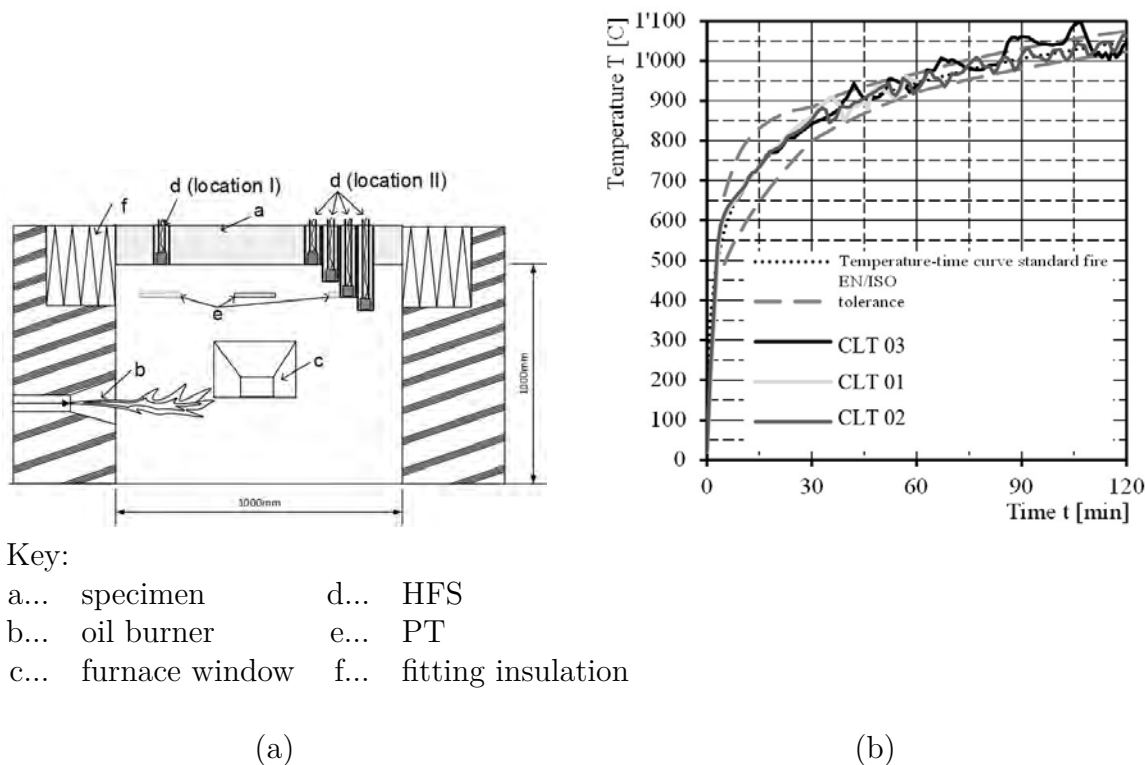 d (location I)
d (location II)
f
a
e
c
b
1000mm
1000mm
Key:
a... specimen d... HFS
b... oil burner e... PT
c... furnace window f... fitting insulation
(a)
Temperature T [C]
1'100
1'000
900
800
700
600
500
400
300
200
100
0
Temperature-time curve standard fire
EN/ISO
tolerance
CLT 03
CLT 01
CLT 02
0 30 60 90 120
Time t [min]
(b)